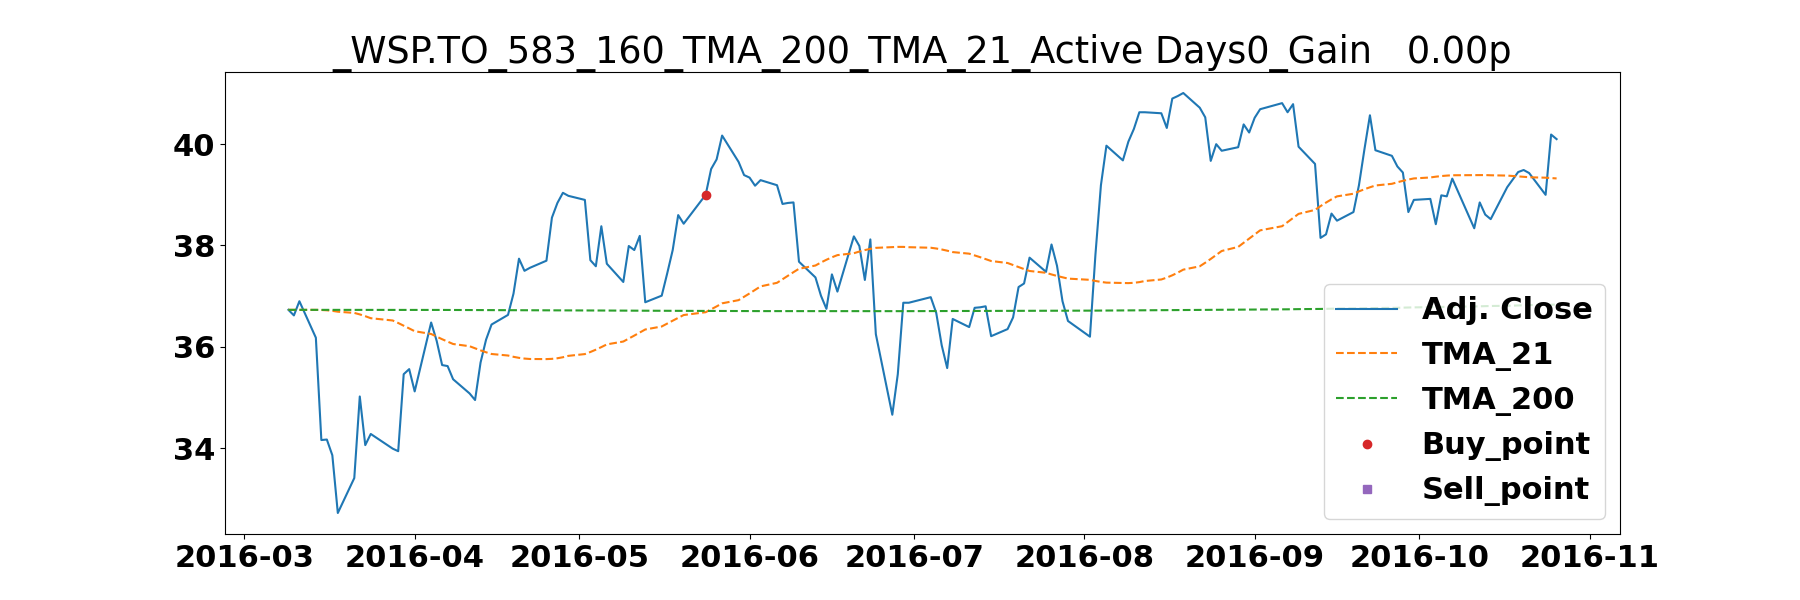 _WSP.TO_583_160_TMA_200_TMA_21_Active Days0_Gain   0.00p
40
38
36
34
Adj. Close
TMA_21
TMA_200
Buy_point
Sell_point
2016-03 2016-04 2016-05 2016-06 2016-07 2016-08 2016-09 2016-10 2016-11